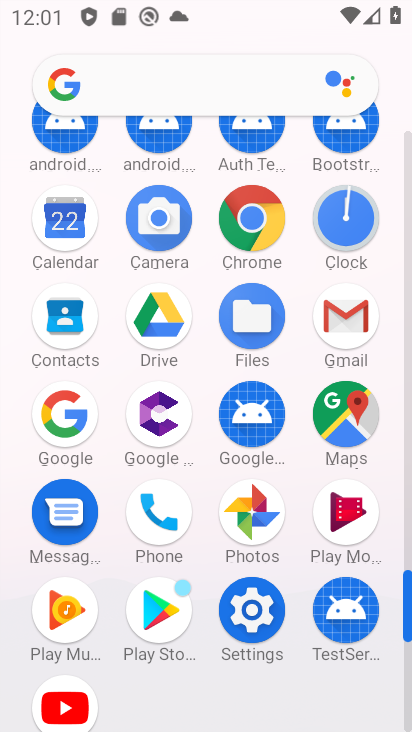 12:01
android.... android.... Auth Te... Bootstr...
22
Calendar Camera Chrome Clock
Contacts Drive Files Gmail
Google Google ... Google... Maps
Messag... Phone Photos Play Mo...
Play Mu... Play Sto... Settings TestSer...